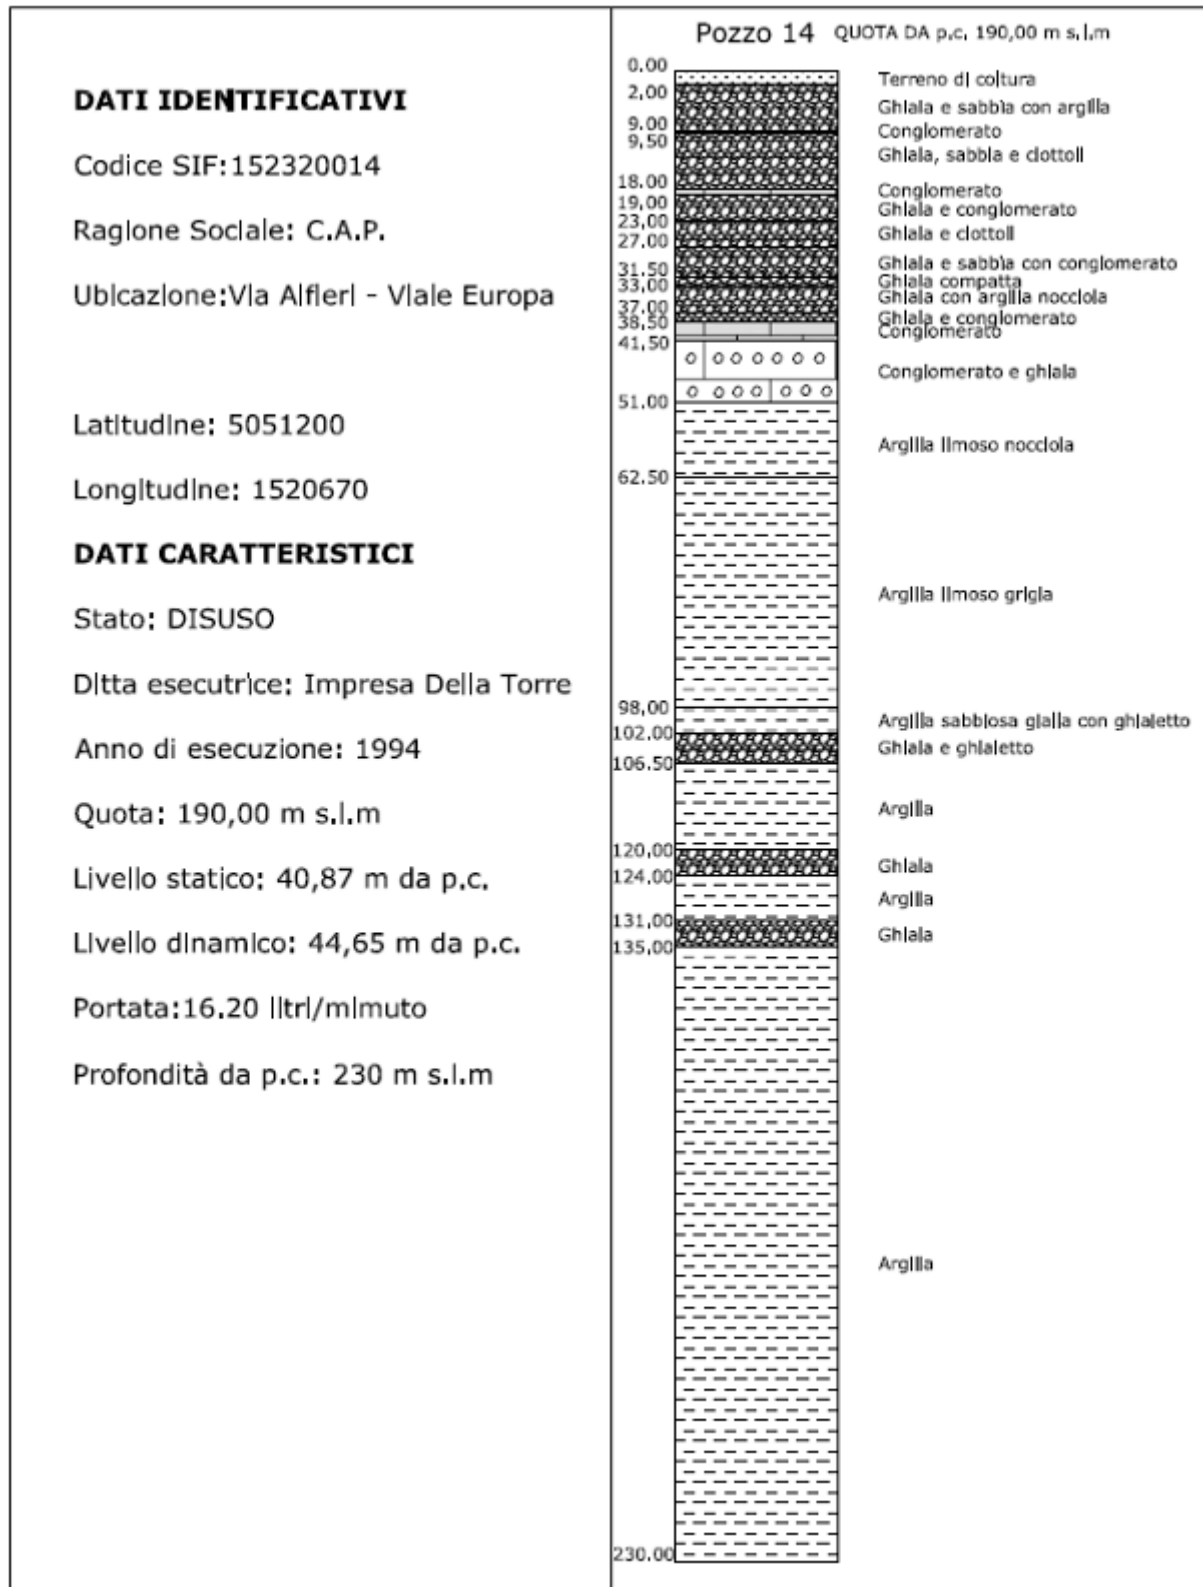 DATI IDENTIFICATIVI
Codice SIF:152320014
Ragione Sociale: C.A.P.
Ubicazione:Via Alfieri - Viale Europa
Latitudine: 5051200
Longitudine: 1520670
DATI CARATTERISTICI
Stato: DISUSO
Ditta esecutrice: Impresa Della Torre
Anno di esecuzione: 1994
Quota: 190,00 m s.l.m
Livello statico: 40,87 m da p.c.
Livello dinamico: 44,65 m da p.c.
Portata:16.20 litri/mimuto
Profondità da p.c.: 230 m s.l.m
Pozzo 14 QUOTA DA p.c. 190,00 m s.l.m
0.00
Terreno di coltura
2,00
Ghiaia e sabbia con argilla
9.00
Conglomerato
9,50
Ghiaia, sabbia e ciottoli
18.00
Conglomerato
19,00
Ghiaia e conglomerato
23,00
Ghiaia e ciottoli
27.00
Ghiaia e sabbia con conglomerato
31.50
Ghiaia compatta
33,00
Ghiaia con argilla nocciola
37.00
Ghiaia e conglomerato
38,50
Conglomerato
41,50
Conglomerato e ghiaia
51.00
Argilla limoso nocciola
62.50
Argilla limoso grigia
98,00
Argilla sabbiosa gialla con ghiaietto
102.00
Ghiaia e ghiaietto
106.50
Argilla
120,00
Ghiaia
124.00
Argilla
131,00
Ghiaia
135,00
Argilla
230.00